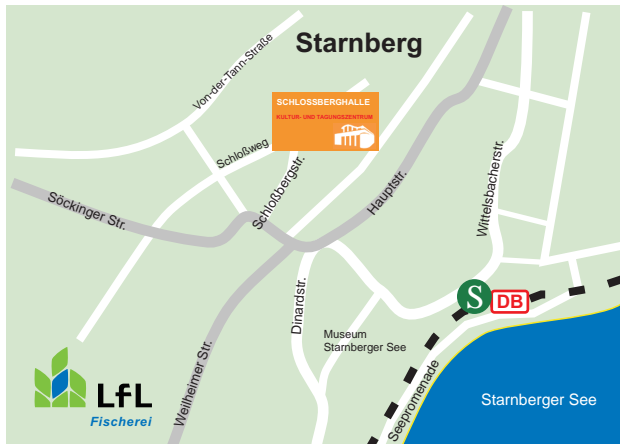 Starnberg
Von-der-Tann-Straße
SCHLOSSBERGHALLE
KULTUR- UND TAGUNGSZENTRUM
Schloßweg
Schloßbergstr.
Hauptstr.
Wittelsbacherstr.
Söckinger Str.
S
DB
Dinardstr.
Museum
Starnberger See
Weilheimer Str.
Seepromenade
Starnberger See
LfL
Fischerei